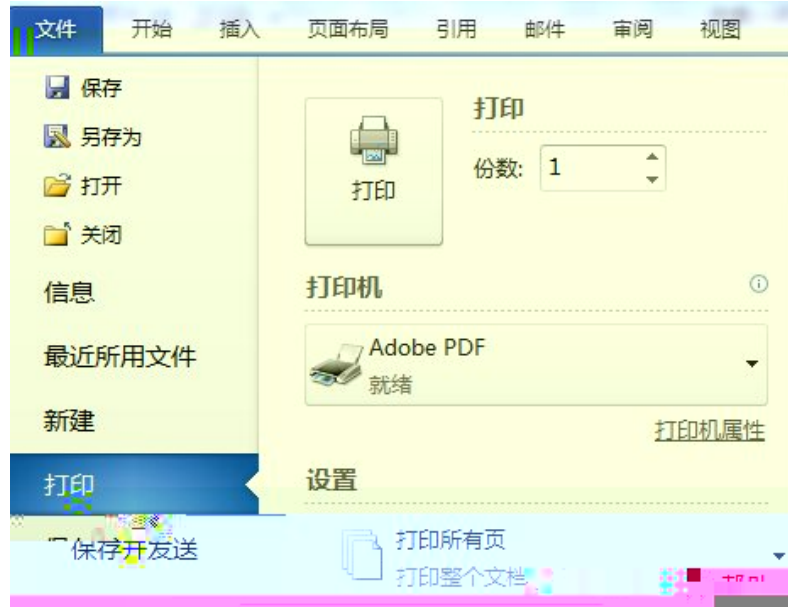 文件 开始 插入 页面布局 引用 邮件 审阅 视图
保存
另存为
打开
关闭
信息
最近所用文件
新建
打印
保存并发送
打印
打印
份数: 1
打印机
Adobe PDF
就绪
打印机属性
设置
打印所有页
打印整个文档